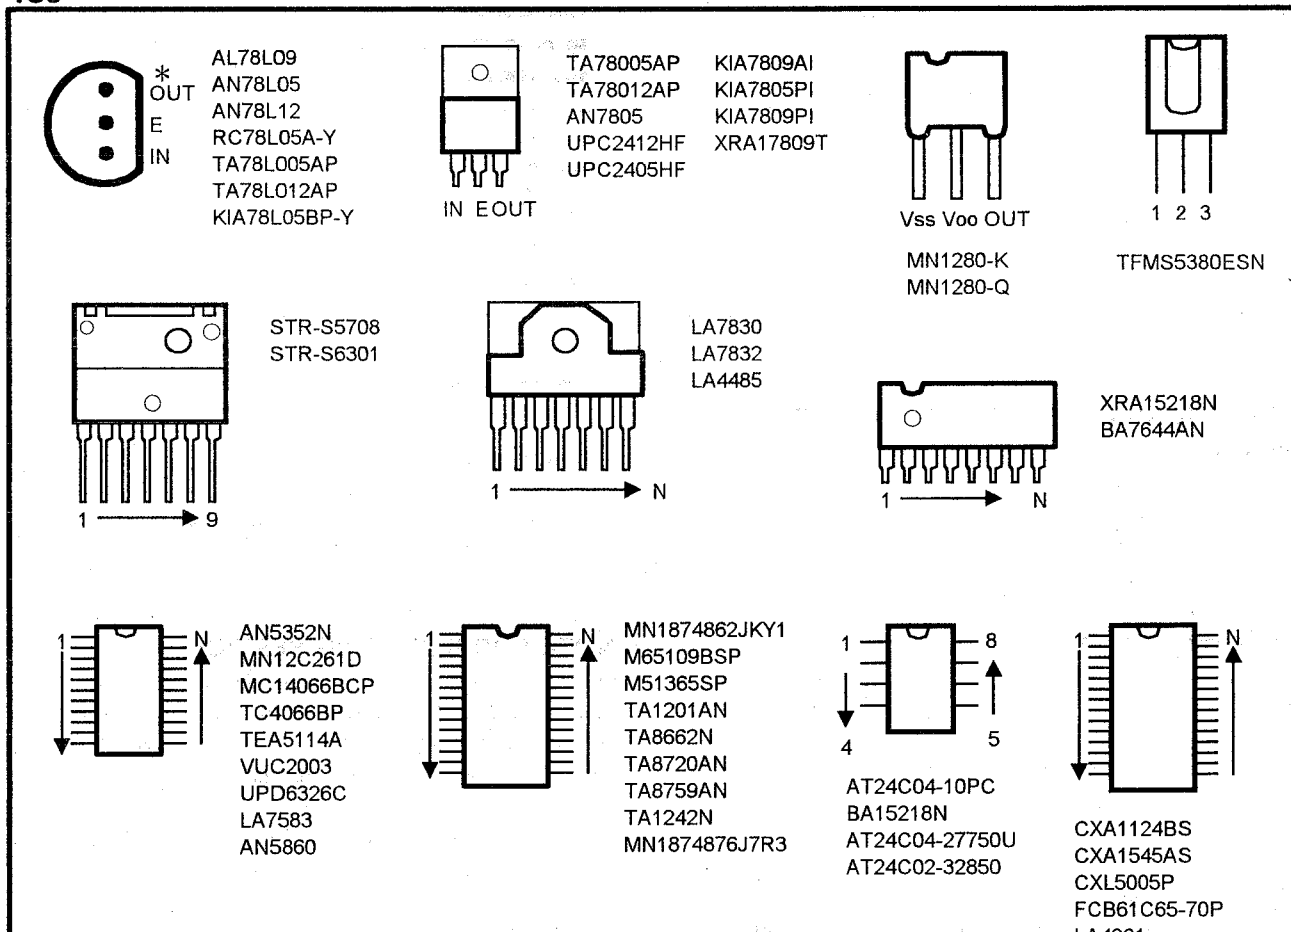 *
OUT
E
IN
AL78L09
AN78L05
AN78L12
RC78L05A-Y
TA78L005AP
TA78L012AP
KIA78L05BP-Y
IN E OUT
TA78005AP
TA78012AP
AN7805
UPC2412HF
UPC2405HF
KIA7809AI
KIA7805PI
KIA7809PI
XRA17809T
Vss Voo OUT
MN1280-K
MN1280-Q
1 2 3
TFMS5380ESN
1 9
STR-S5708
STR-S6301
1 N
LA7830
LA7832
LA4485
1 N
XRA15218N
BA7644AN
1 N
AN5352N
MN12C261D
MC14066BCP
TC4066BP
TEA5114A
VUC2003
UPD6326C
LA7583
AN5860
1 N
MN1874862JKY1
M65109BSP
M51365SP
TA1201AN
TA8662N
TA8720AN
TA8759AN
TA1242N
MN1874876J7R3
1 8
4 5
AT24C04-10PC
BA15218N
AT24C04-27750U
AT24C02-32850
1 N
CXA1124BS
CXA1545AS
CXL5005P
FCB61C65-70P